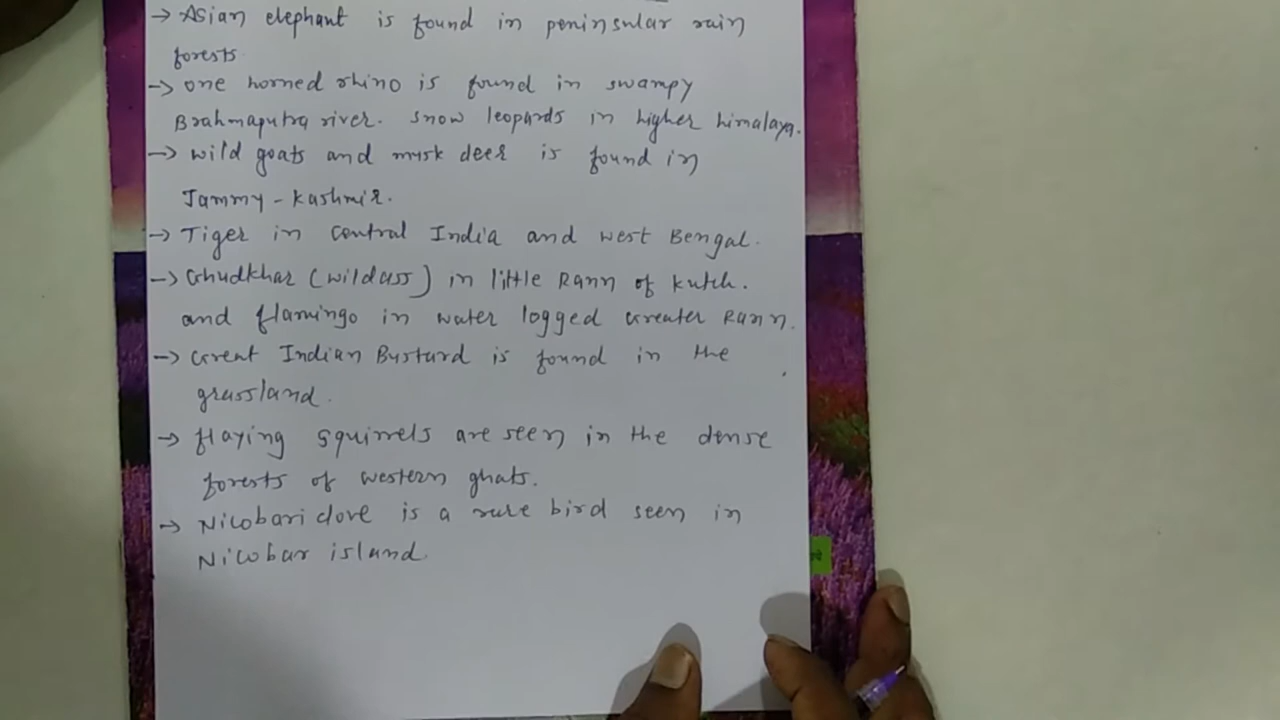 → Asian elephant is found in peninsular rain
forests.
→ one horned rhino is found in swampy
Brahmaputra river. Snow leopards in higher himalaya.
→ wild goats and musk deer is found in
Jammy - Kashmir.
→ Tiger in central India and west Bengal.
→ Ghudkhar (wildass) in little Rann of kutch.
and flamingo in water logged Greater Rann.
→ Great Indian Bustard is found in the
grassland.
→ flaying squirrels are seen in the dense
forests of western ghats.
→ Nicobari dove is a rare bird seen in
Nicobar island.